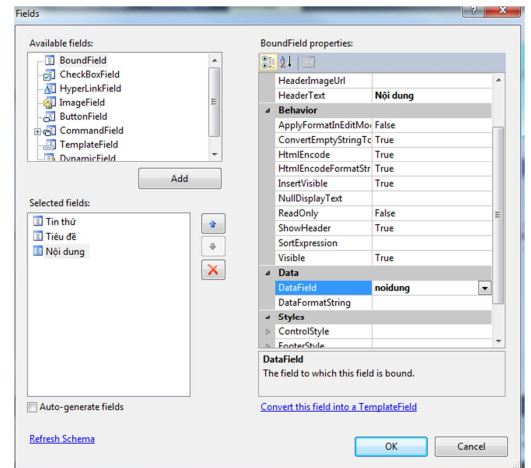 Fields
Available fields:
BoundField
CheckBoxField
HyperLinkField
ImageField
ButtonField
CommandField
TemplateField
DynamicField
Add
Selected fields:
Tin thứ
Tiêu đề
Nội dung
Auto-generate fields
Refresh Schema
BoundField properties:
HeaderImageUrl
HeaderText Nội dung
Behavior
ApplyFormatInEditMo False
ConvertEmptyStringTo True
HtmlEncode True
HtmlEncodeFormatStr True
InsertVisible True
NullDisplayText
ReadOnly False
ShowHeader True
SortExpression
Visible True
Data
DataField noidung
DataFormatString
Styles
ControlStyle
FooterStyle
DataField
The field to which this field is bound.
Convert this field into a TemplateField
OK Cancel